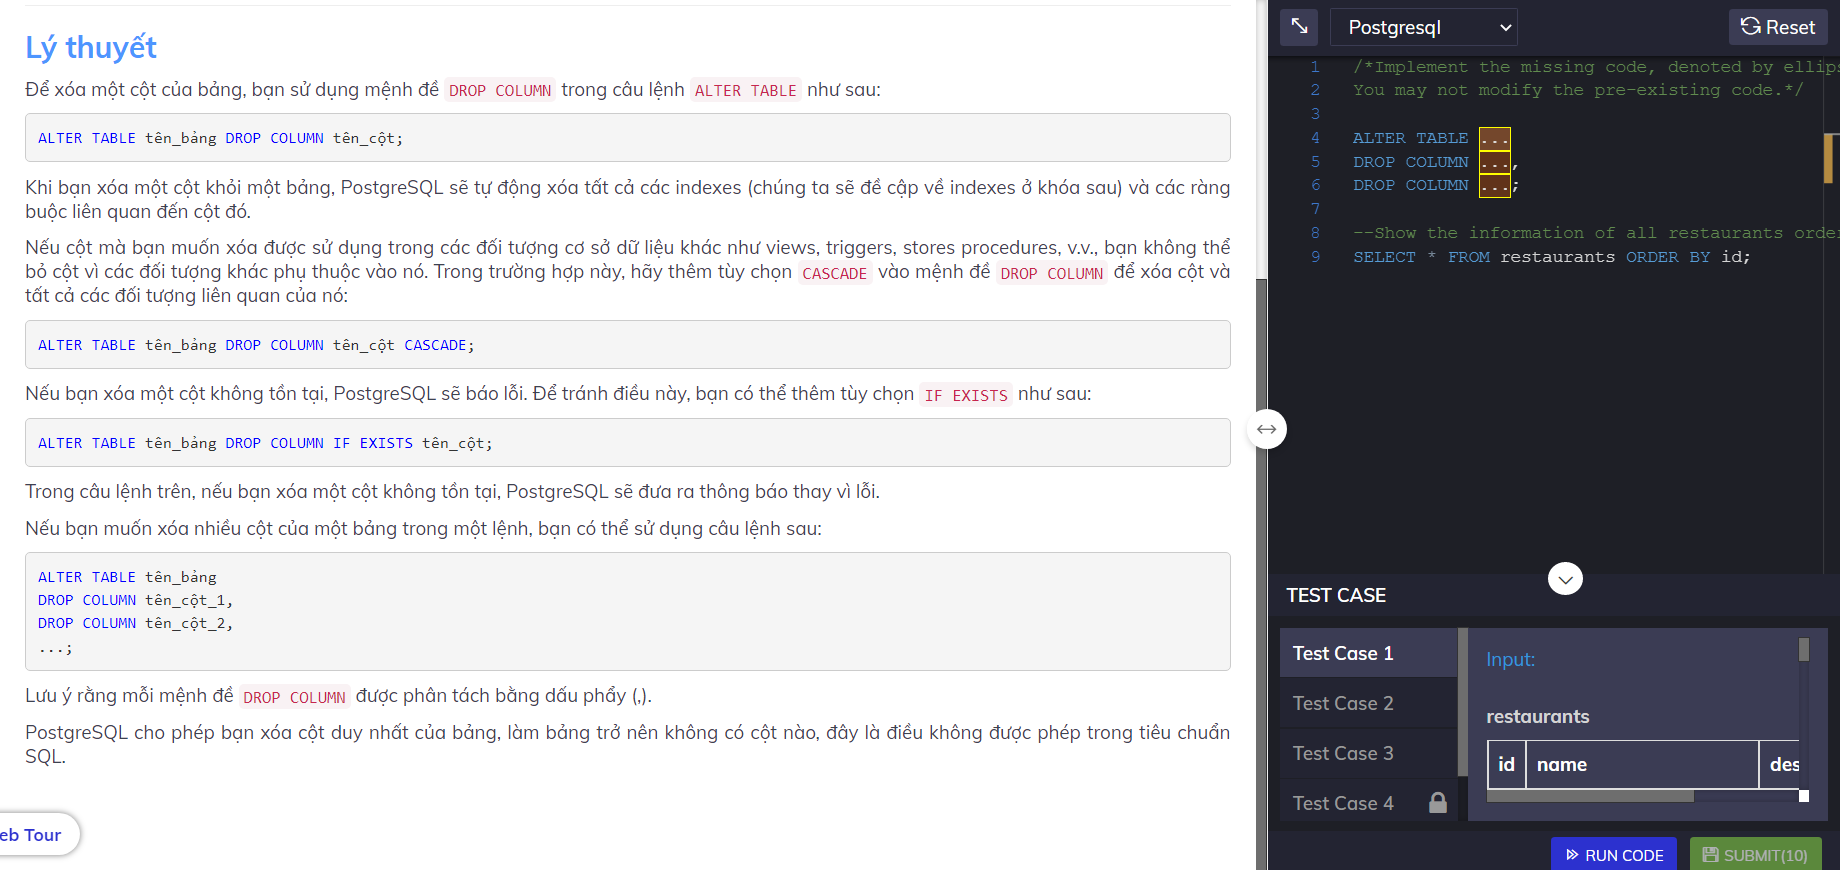 Lý thuyết
Để xóa một cột của bảng, bạn sử dụng mệnh đề DROP COLUMN trong câu lệnh ALTER TABLE như sau:
ALTER TABLE tên_bảng DROP COLUMN tên_cột;
Khi bạn xóa một cột khỏi một bảng, PostgreSQL sẽ tự động xóa tất cả các indexes (chúng ta sẽ đề cập về indexes ở khóa sau) và các ràng
buộc liên quan đến cột đó.
Nếu cột mà bạn muốn xóa được sử dụng trong các đối tượng cơ sở dữ liệu khác như views, triggers, stores procedures, v.v., bạn không thể
bỏ cột vì các đối tượng khác phụ thuộc vào nó. Trong trường hợp này, hãy thêm tùy chọn CASCADE vào mệnh đề DROP COLUMN để xóa cột và
tất cả các đối tượng liên quan của nó:
ALTER TABLE tên_bảng DROP COLUMN tên_cột CASCADE;
Nếu bạn xóa một cột không tồn tại, PostgreSQL sẽ báo lỗi. Để tránh điều này, bạn có thể thêm tùy chọn IF EXISTS như sau:
ALTER TABLE tên_bảng DROP COLUMN IF EXISTS tên_cột;
Trong câu lệnh trên, nếu bạn xóa một cột không tồn tại, PostgreSQL sẽ đưa ra thông báo thay vì lỗi.
Nếu bạn muốn xóa nhiều cột của một bảng trong một lệnh, bạn có thể sử dụng câu lệnh sau:
ALTER TABLE tên_bảng
DROP COLUMN tên_cột_1,
DROP COLUMN tên_cột_2,
...;
Lưu ý rằng mỗi mệnh đề DROP COLUMN được phân tách bằng dấu phẩy (,).
PostgreSQL cho phép bạn xóa cột duy nhất của bảng, làm bảng trở nên không có cột nào, đây là điều không được phép trong tiêu chuẩn
SQL.
eb Tour
Postgresql
Reset
1 /*Implement the missing code, denoted by ellips
2 You may not modify the pre-existing code.*/
3
4 ALTER TABLE ...
5 DROP COLUMN ...,
6 DROP COLUMN ...;
7
8 --Show the information of all restaurants orde
9 SELECT * FROM restaurants ORDER BY id;
TEST CASE
Test Case 1
Test Case 2
Test Case 3
Test Case 4
Input:
restaurants
id name des
RUN CODE
SUBMIT(10)